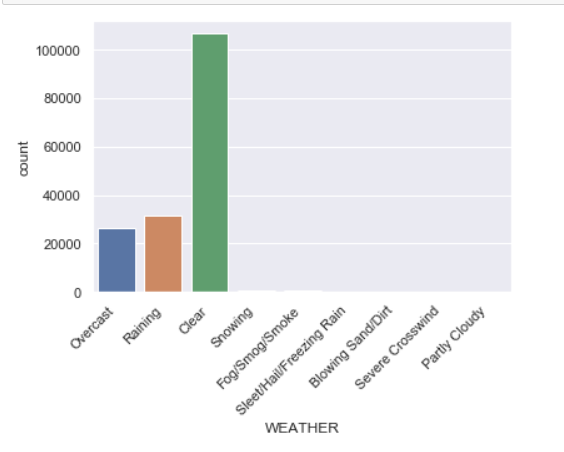 100000
80000
60000
40000
20000
0
count
Overcast
Raining
Clear
Snowing
Fog/Smog/Smoke
Sleet/Hail/Freezing Rain
Blowing Sand/Dirt
Severe Crosswind
Partly Cloudy
WEATHER